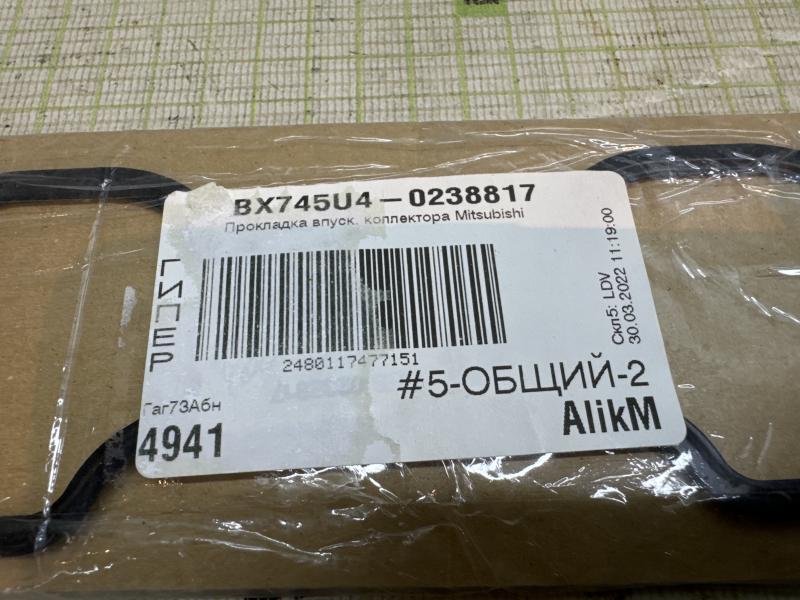 BX745U4-0238817
Прокладка впуск. коллектора Mitsubishi
ГИПЕР
2480117477151
Скл5: LDV
30.03.2022 11:19:00
#5-ОБЩИЙ-2
Гаг73Абн
4941
AlikM